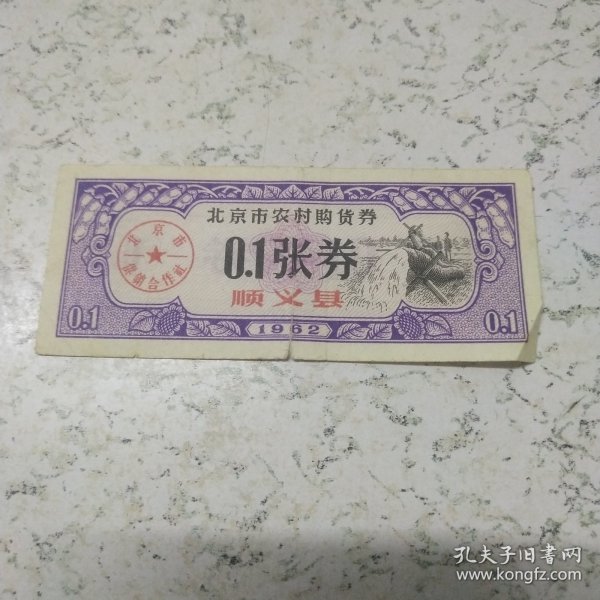 北京市农村购货券
0.1张券
顺义县
1962
北京市
供销合作社
0.1
0.1
孔夫子旧书网
www.kongfz.com